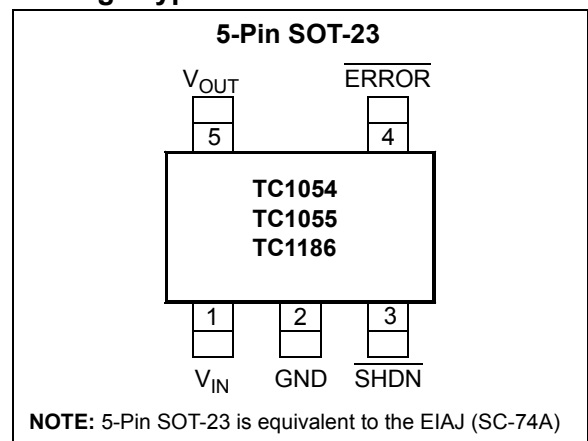 5-Pin SOT-23
VOUT ERROR
5 4
TC1054
TC1055
TC1186
1 2 3
VIN GND SHDN
NOTE: 5-Pin SOT-23 is equivalent to the EIAJ (SC-74A)